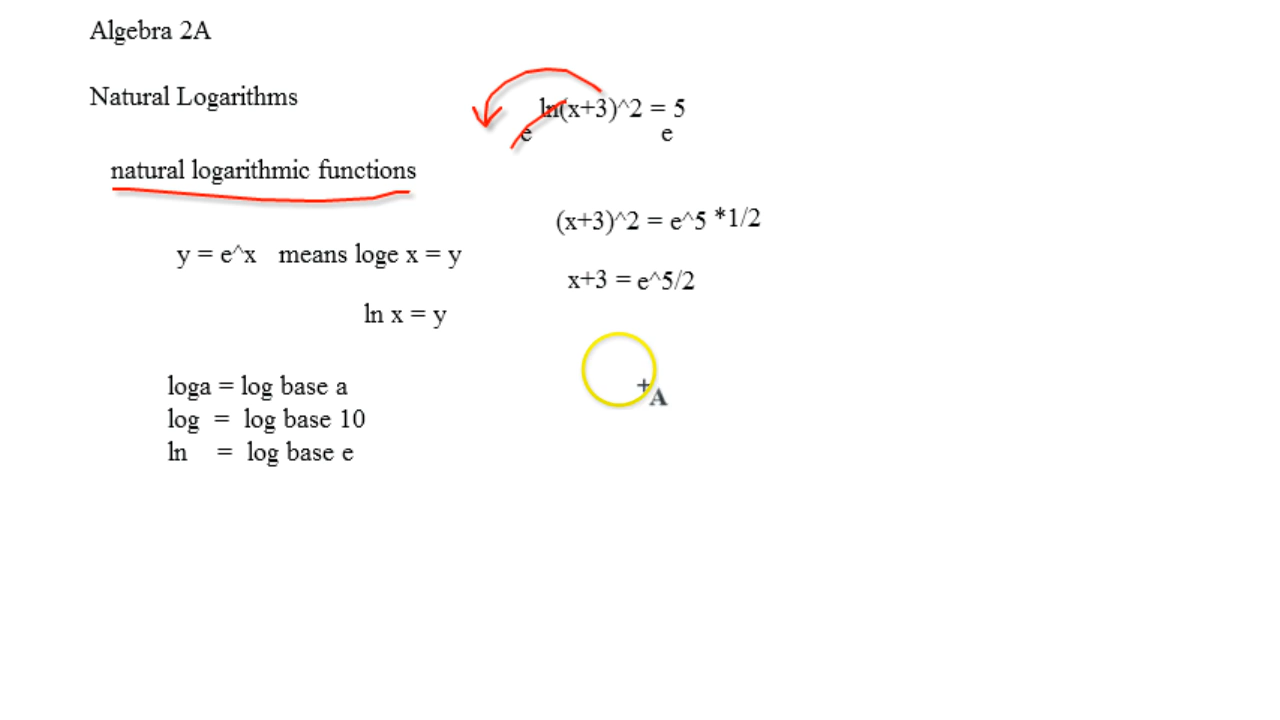 Algebra 2A
Natural Logarithms
natural logarithmic functions
y = e^x means loge x = y
ln x = y
loga = log base a
log = log base 10
ln = log base e
ln(x+3)^2 = 5
e e
(x+3)^2 = e^5 *1/2
x+3 = e^5/2
A